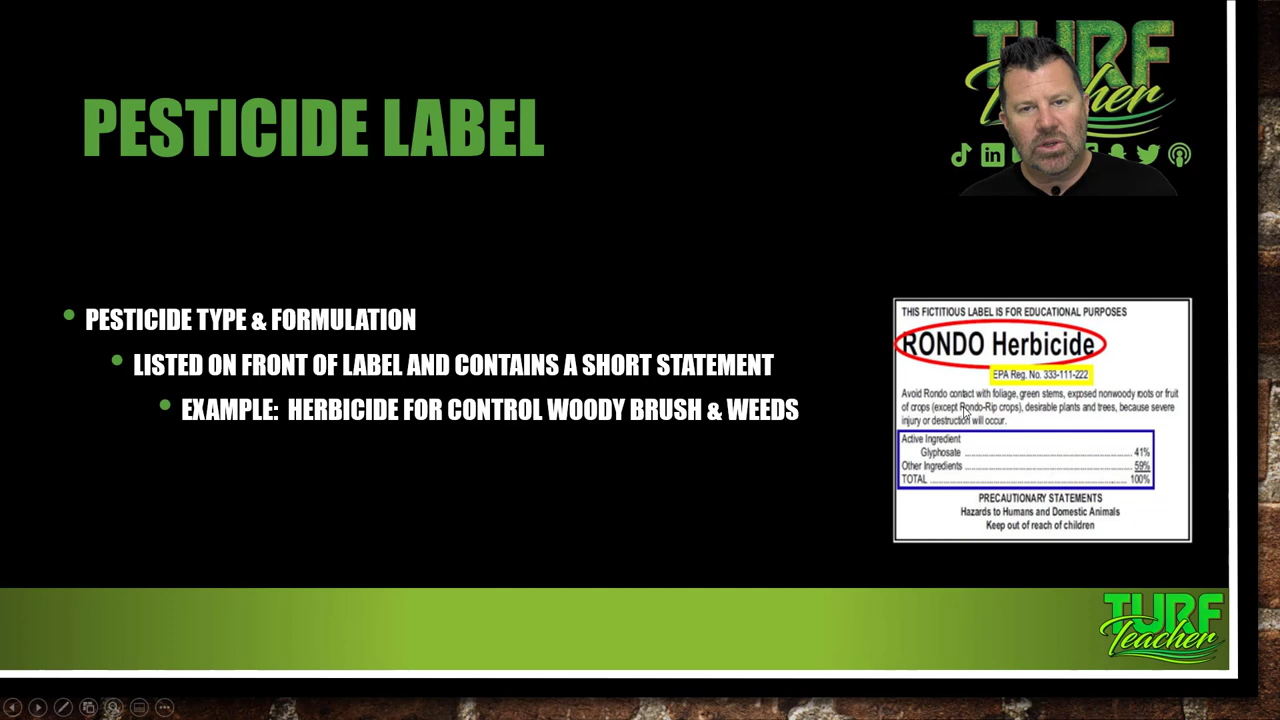 TURF
Teacher
PESTICIDE LABEL
PESTICIDE TYPE & FORMULATION
LISTED ON FRONT OF LABEL AND CONTAINS A SHORT STATEMENT
EXAMPLE: HERBICIDE FOR CONTROL WOODY BRUSH & WEEDS
THIS FICTITIOUS LABEL IS FOR EDUCATIONAL PURPOSES
RONDO Herbicide
EPA Reg. No. 333-111-222
Avoid Rondo contact with foliage, green stems, exposed nonwoody roots or fruit
of crops (except Rondo-Rip crops), desirable plants and trees, because severe
injury or destruction will occur.
Active Ingredient
Glyphosate 41%
Other Ingredients 59%
TOTAL 100%
PRECAUTIONARY STATEMENTS
Hazards to Humans and Domestic Animals
Keep out of reach of children
TURF
Teacher